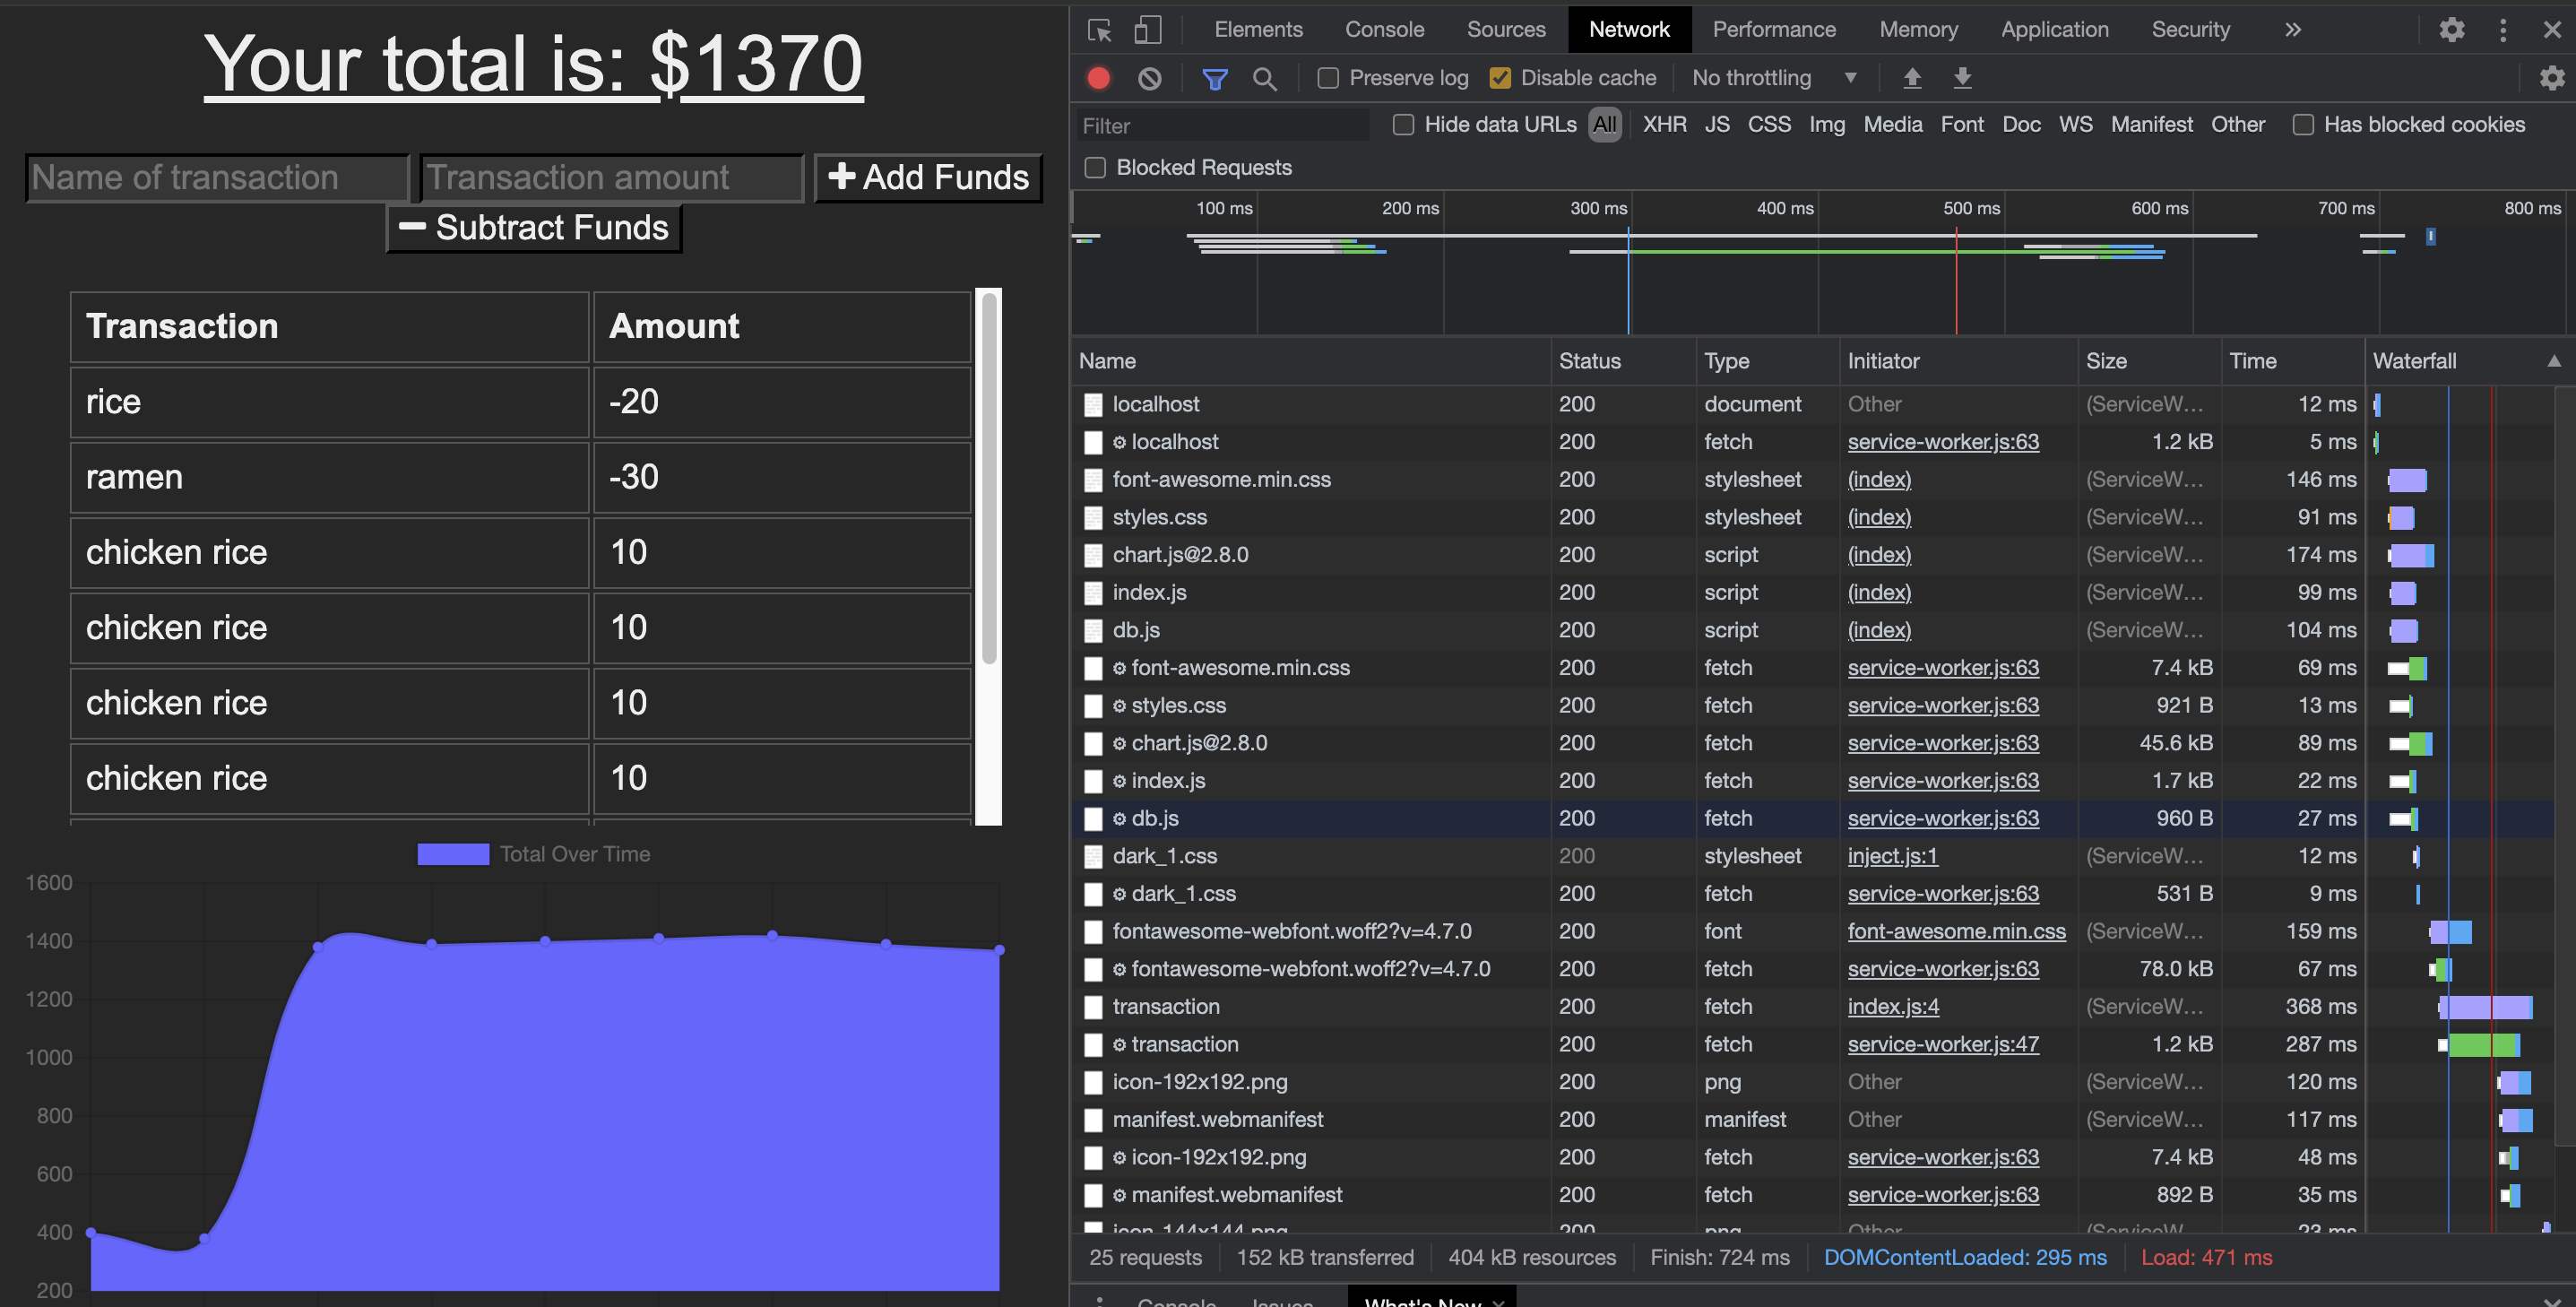 Your total is: $1370
Name of transaction Transaction amount Add Funds
Subtract Funds
Transaction Amount
rice -20
ramen -30
chicken rice 10
chicken rice 10
chicken rice 10
chicken rice 10
Total Over Time
1600
1400
1200
1000
800
600
400
200
Elements Console Sources Network Performance Memory Application Security
Preserve log Disable cache No throttling
Filter Hide data URLs All XHR JS CSS Img Media Font Doc WS Manifest Other Has blocked cookies
Blocked Requests
100 ms 200 ms 300 ms 400 ms 500 ms 600 ms 700 ms 800 ms
Name Status Type Initiator Size Time Waterfall
localhost 200 document Other (ServiceW... 12 ms
localhost 200 fetch service-worker.js:63 1.2 kB 5 ms
font-awesome.min.css 200 stylesheet (index) (ServiceW... 146 ms
styles.css 200 stylesheet (index) (ServiceW... 91 ms
chart.js@2.8.0 200 script (index) (ServiceW... 174 ms
index.js 200 script (index) (ServiceW... 99 ms
db.js 200 script (index) (ServiceW... 104 ms
font-awesome.min.css 200 fetch service-worker.js:63 7.4 kB 69 ms
styles.css 200 fetch service-worker.js:63 921 B 13 ms
chart.js@2.8.0 200 fetch service-worker.js:63 45.6 kB 89 ms
index.js 200 fetch service-worker.js:63 1.7 kB 22 ms
db.js 200 fetch service-worker.js:63 960 B 27 ms
dark_1.css 200 stylesheet inject.js:1 (ServiceW... 12 ms
dark_1.css 200 fetch service-worker.js:63 531 B 9 ms
fontawesome-webfont.woff2?v=4.7.0 200 font font-awesome.min.css (ServiceW... 159 ms
fontawesome-webfont.woff2?v=4.7.0 200 fetch service-worker.js:63 78.0 kB 67 ms
transaction 200 fetch index.js:4 (ServiceW... 368 ms
transaction 200 fetch service-worker.js:47 1.2 kB 287 ms
icon-192x192.png 200 png Other (ServiceW... 120 ms
manifest.webmanifest 200 manifest Other (ServiceW... 117 ms
icon-192x192.png 200 fetch service-worker.js:63 7.4 kB 48 ms
manifest.webmanifest 200 fetch service-worker.js:63 892 B 35 ms
icon-144x144.png 200 png Other (ServiceW... 23 ms
25 requests 152 kB transferred 404 kB resources Finish: 724 ms DOMContentLoaded: 295 ms Load: 471 ms
Console Issues What's New